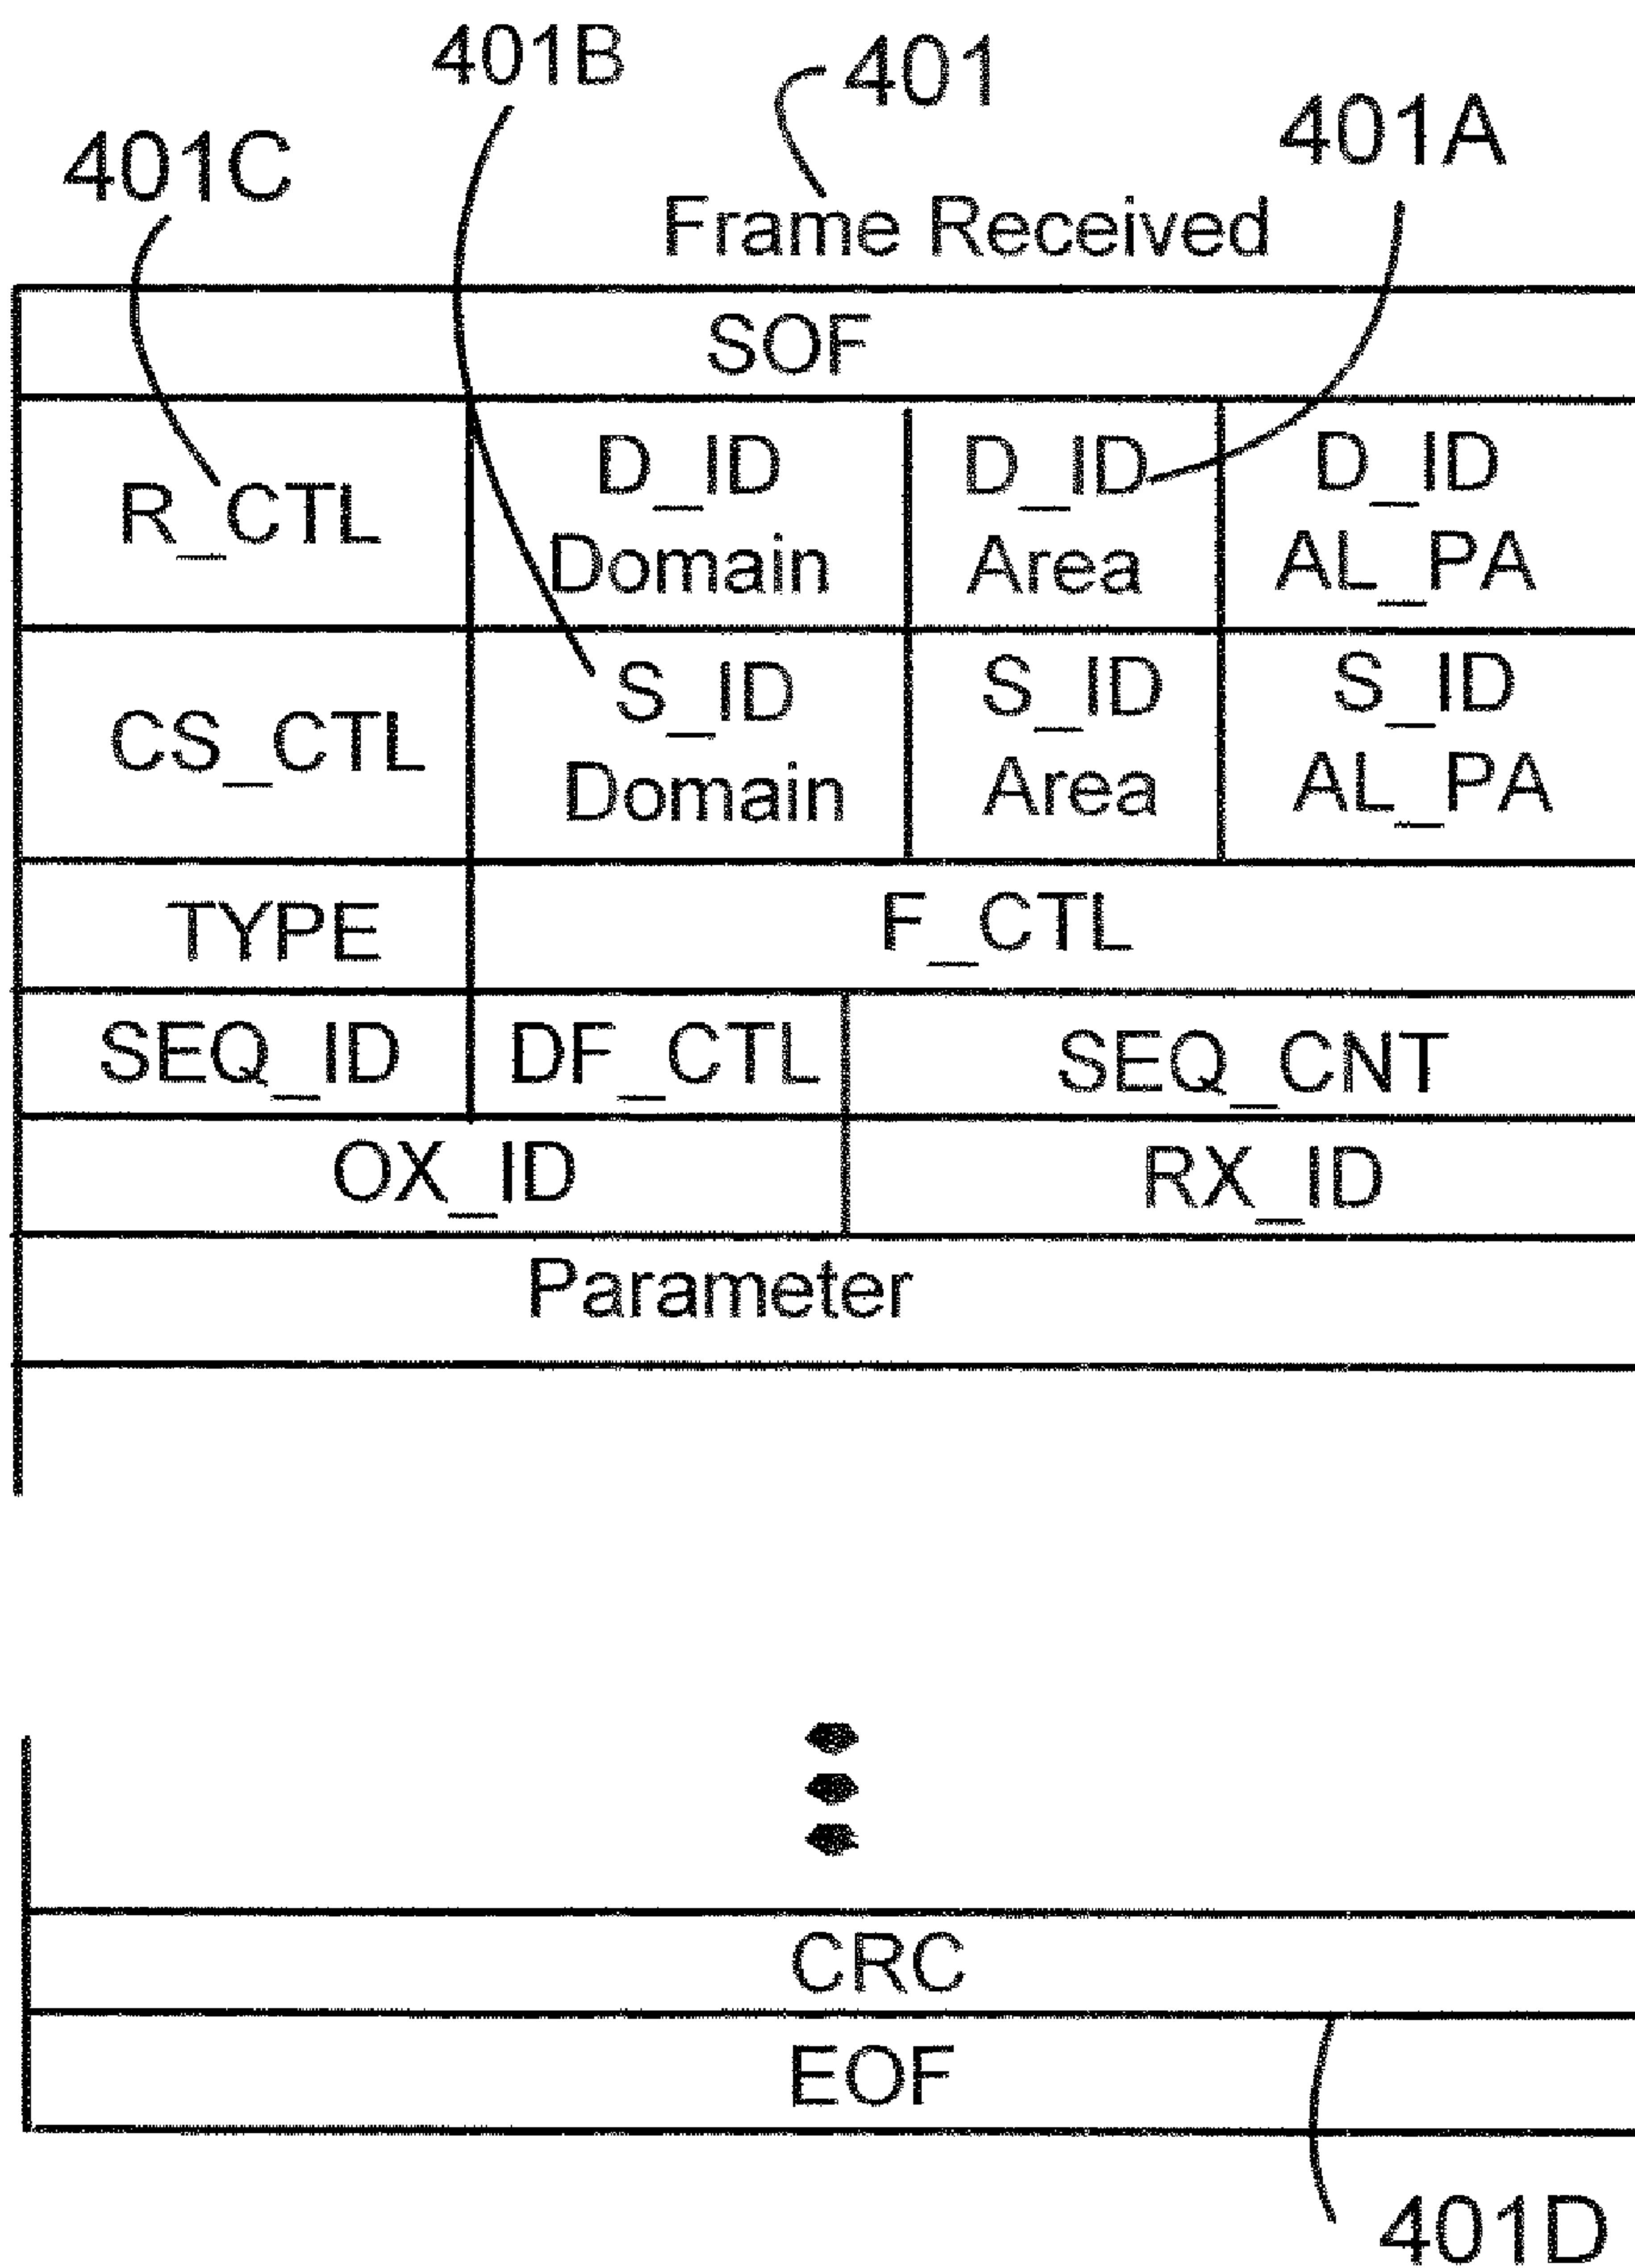 401B
401
401A
401C
Frame Received
SOF
R_CTL
D_ID
Domain
D_ID
Area
D_ID
AL_PA
CS_CTL
S_ID
Domain
S_ID
Area
S_ID
AL_PA
TYPE
F_CTL
SEQ_ID
DF_CTL
SEQ_CNT
OX_ID
RX_ID
Parameter
CRC
EOF
401D